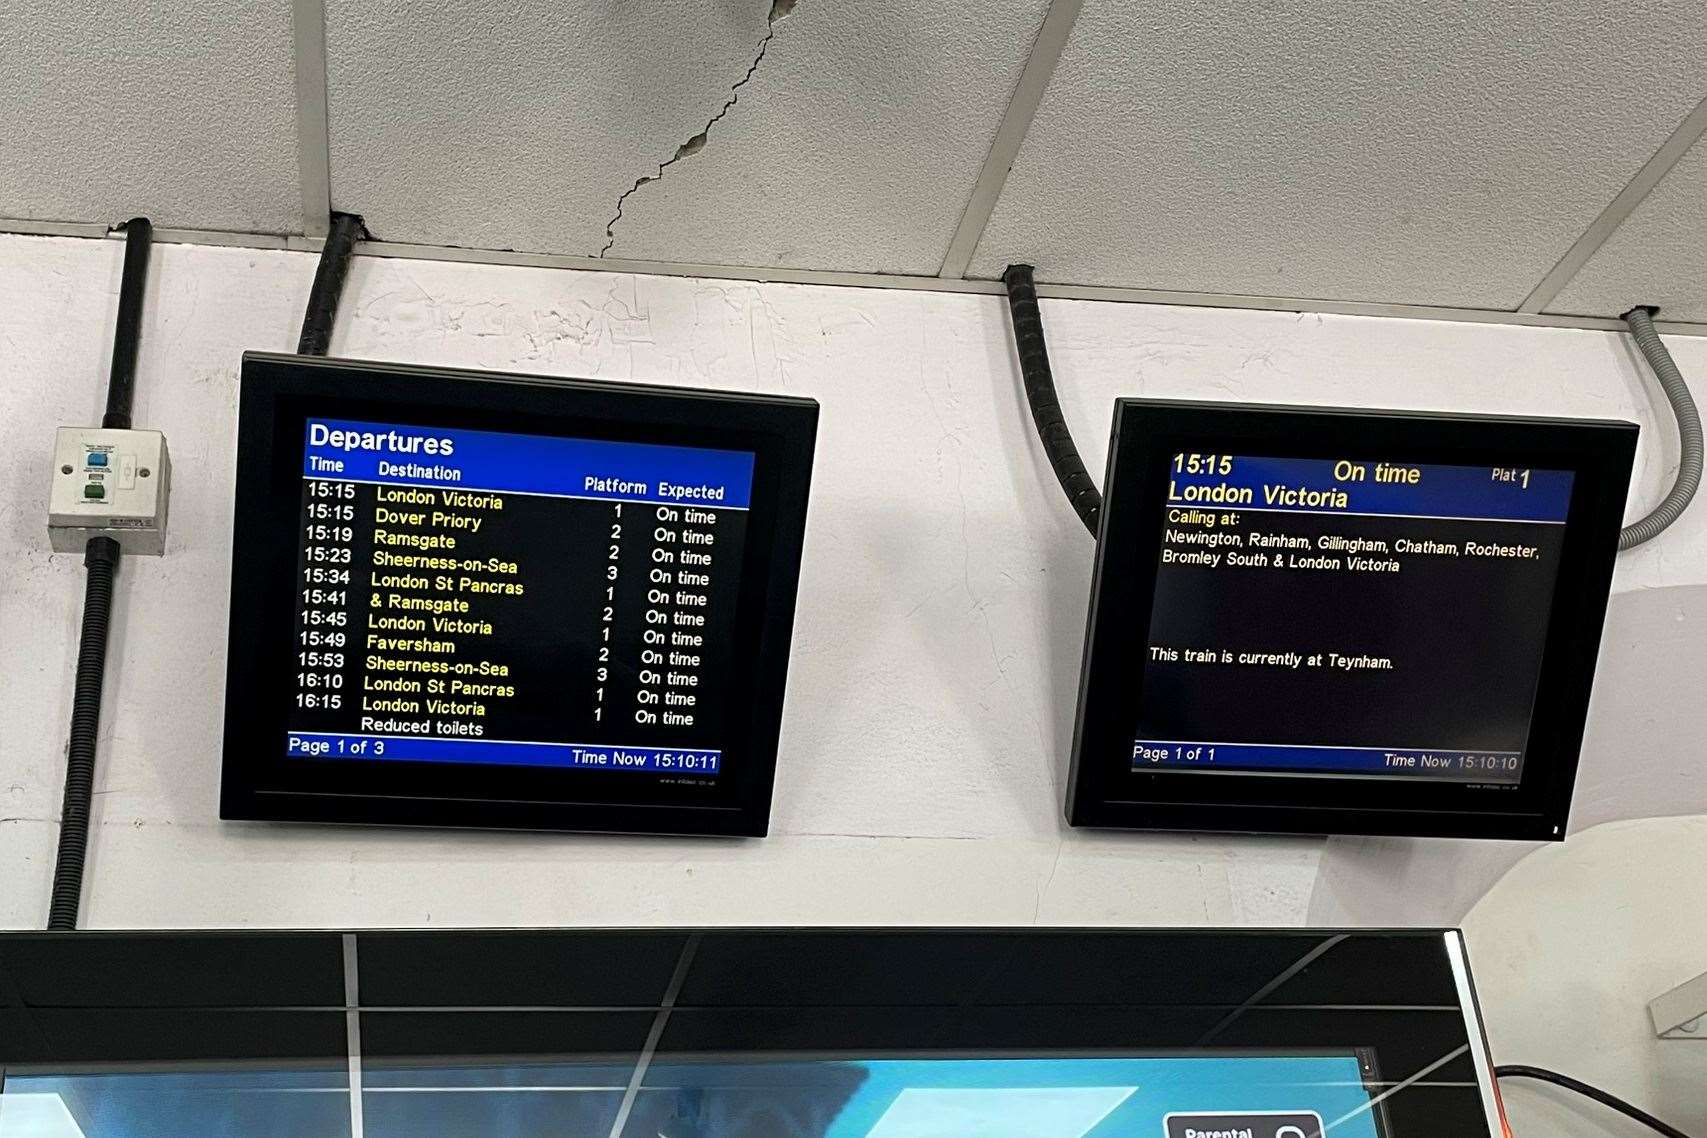 Departures
Time Destination Platform Expected
15:15 London Victoria 1 On time
15:15 Dover Priory 2 On time
15:19 Ramsgate 2 On time
15:23 Sheerness-on-Sea 3 On time
15:34 London St Pancras 1 On time
15:41 & Ramsgate 2 On time
15:45 London Victoria 1 On time
15:49 Faversham 2 On time
15:53 Sheerness-on-Sea 3 On time
16:10 London St Pancras 1 On time
16:15 London Victoria 1 On time
Reduced toilets
Page 1 of 3 Time Now 15:10:11
15:15 On time Plat 1
London Victoria
Calling at:
Newington, Rainham, Gillingham, Chatham, Rochester,
Bromley South & London Victoria
This train is currently at Teynham.
Page 1 of 1 Time Now 15:10:10
Parental